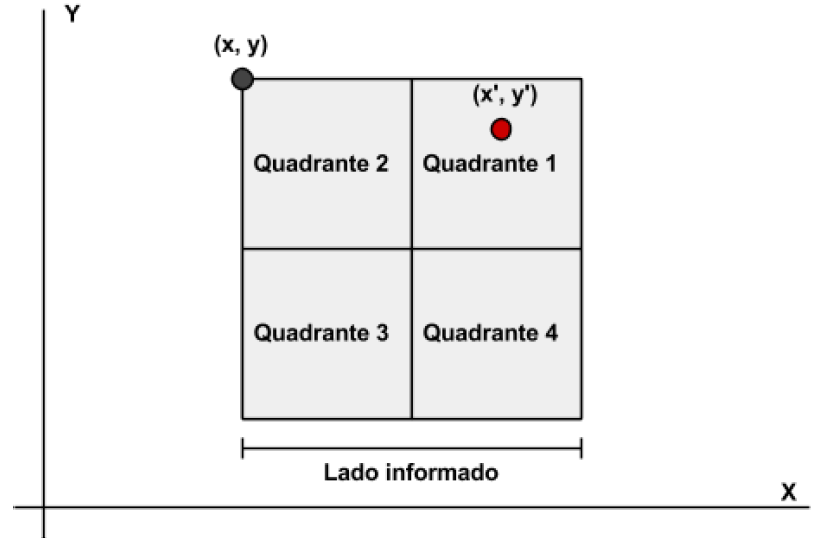 Y
(x, y)
(x', y')
Quadrante 2
Quadrante 1
Quadrante 3
Quadrante 4
Lado informado
X